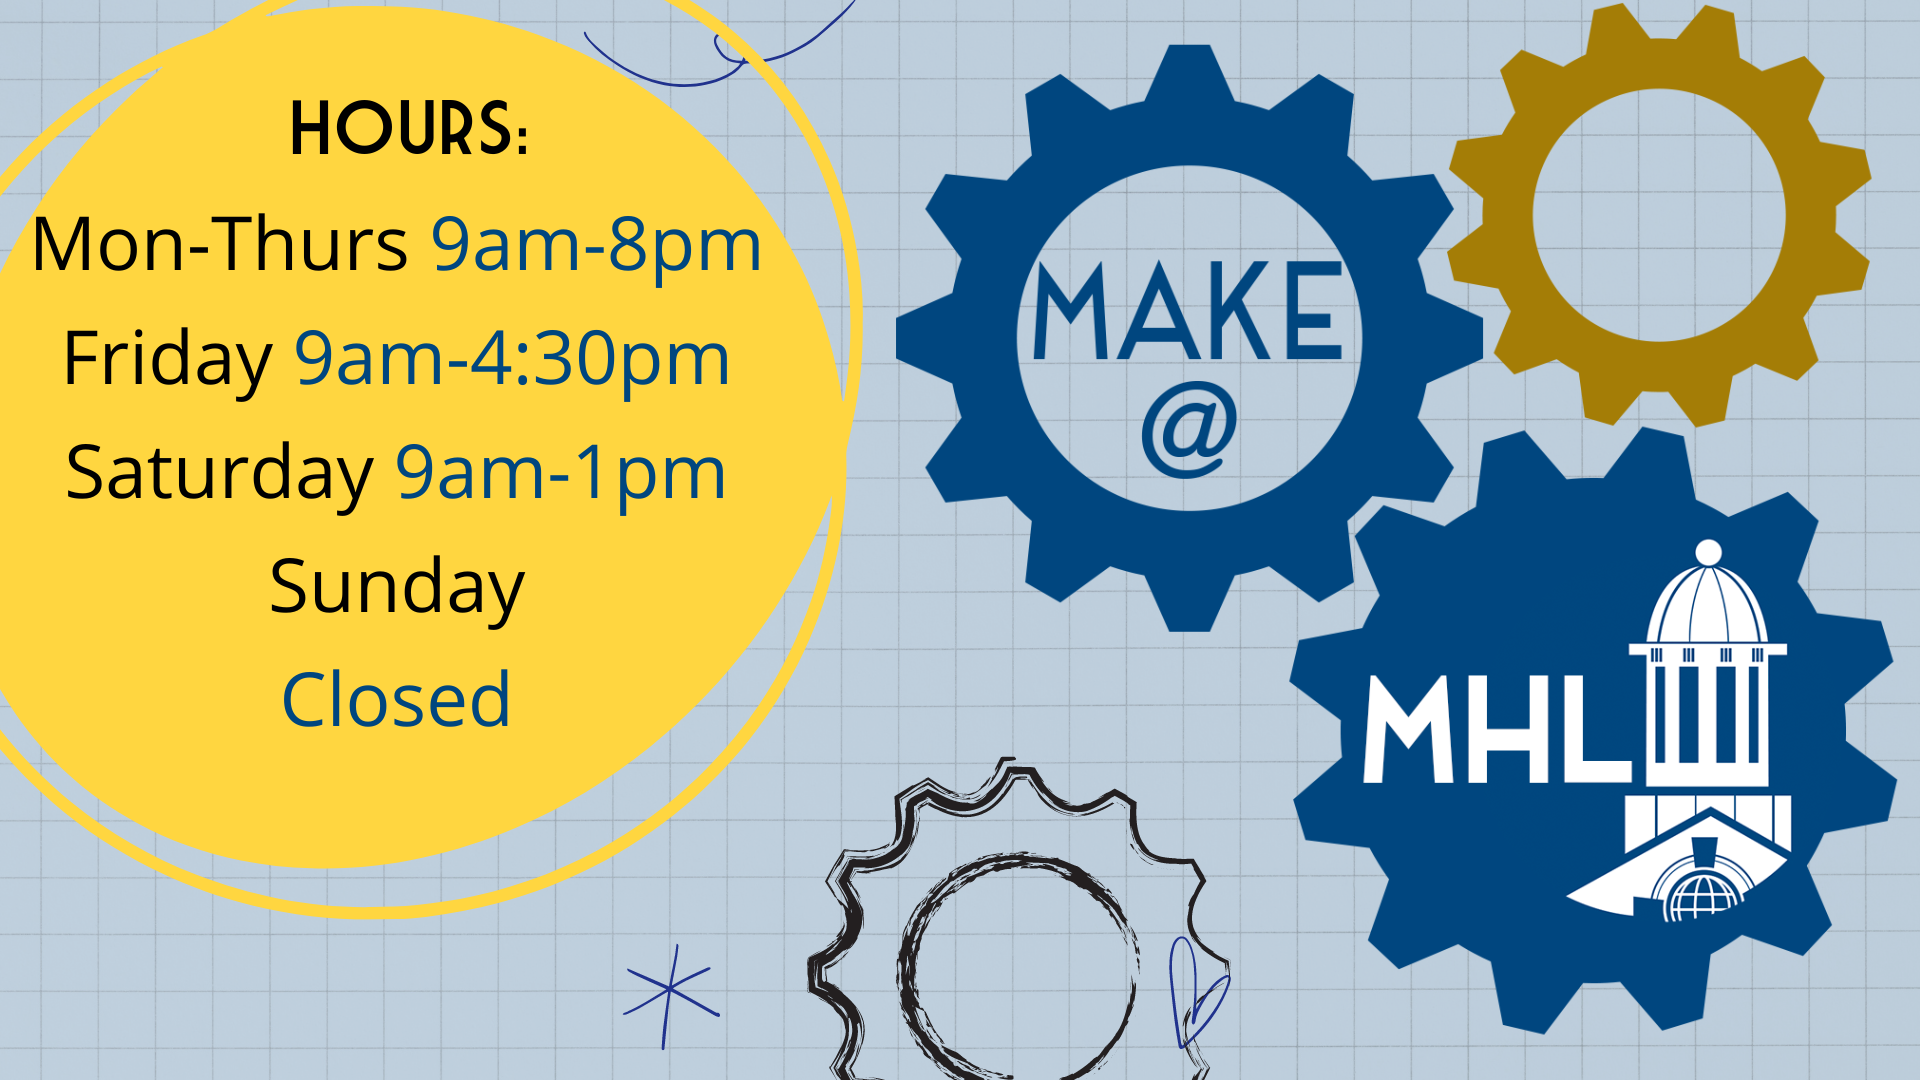 HOURS:
Mon-Thurs 9am-8pm
Friday 9am-4:30pm
Saturday 9am-1pm
Sunday
Closed
MAKE
@
MHL